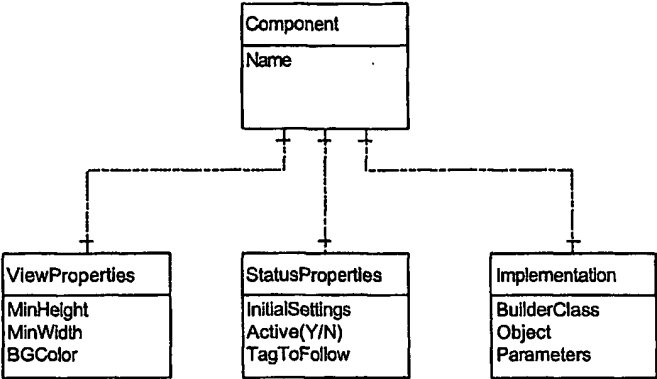 Component
Name
ViewProperties
MinHeight
MinWidth
BGColor
StatusProperties
InitialSettings
Active(Y/N)
TagToFollow
Implementation
BuilderClass
Object
Parameters